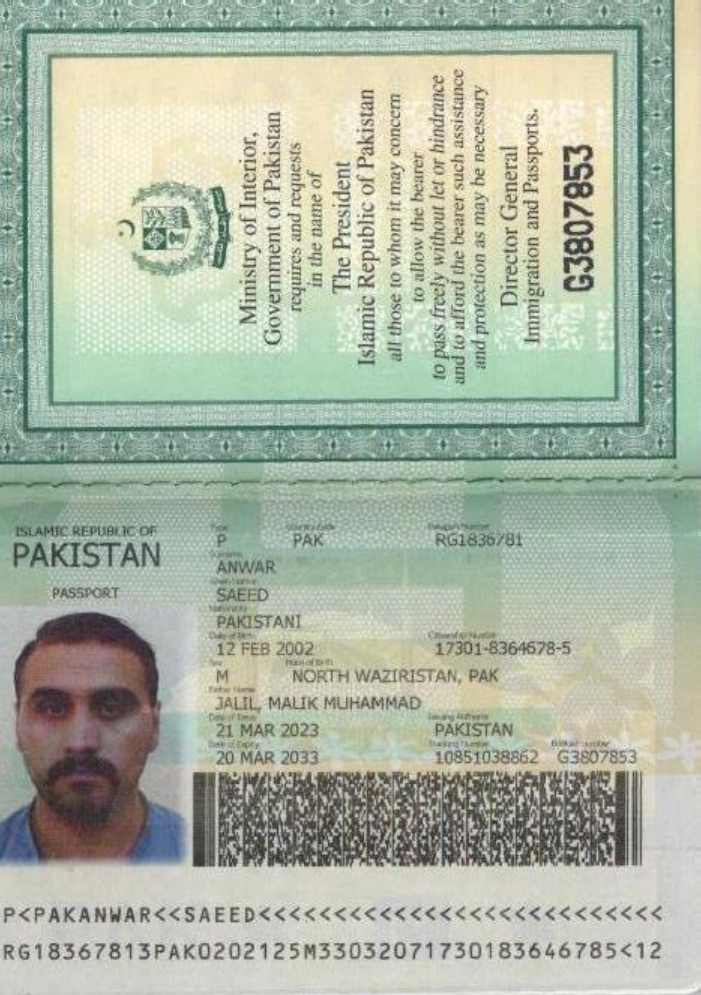 Ministry of Interior,
Government of Pakistan
requires and requests
in the name of
The President
Islamic Republic of Pakistan
all those to whom it may concern
to allow the bearer
to pass freely without let or hindrance
and to afford the bearer such assistance
and protection as may be necessary
Director General
Immigration and Passports.
G3807853
ISLAMIC REPUBLIC OF
PAKISTAN
PASSPORT
Type Country Code Passport Number
P PAK RG1836781
Surname
ANWAR
Given Name
SAEED
Nationality
PAKISTANI
Date of Birth Citizenship Number
12 FEB 2002 17301-8364678-5
Sex Place of Birth
M NORTH WAZIRISTAN, PAK
Father Name
JALIL, MALIK MUHAMMAD
Date of Issue Issuing Authority
21 MAR 2023 PAKISTAN
Date of Expiry Tracking Number Booklet Number
20 MAR 2033 10851038862 G3807853
P<PAKANWAR<<SAEED<<<<<<<<<<<<<<<<<<<<<<<<<<<
RG18367813PAK0202125M33032071730183646785<12